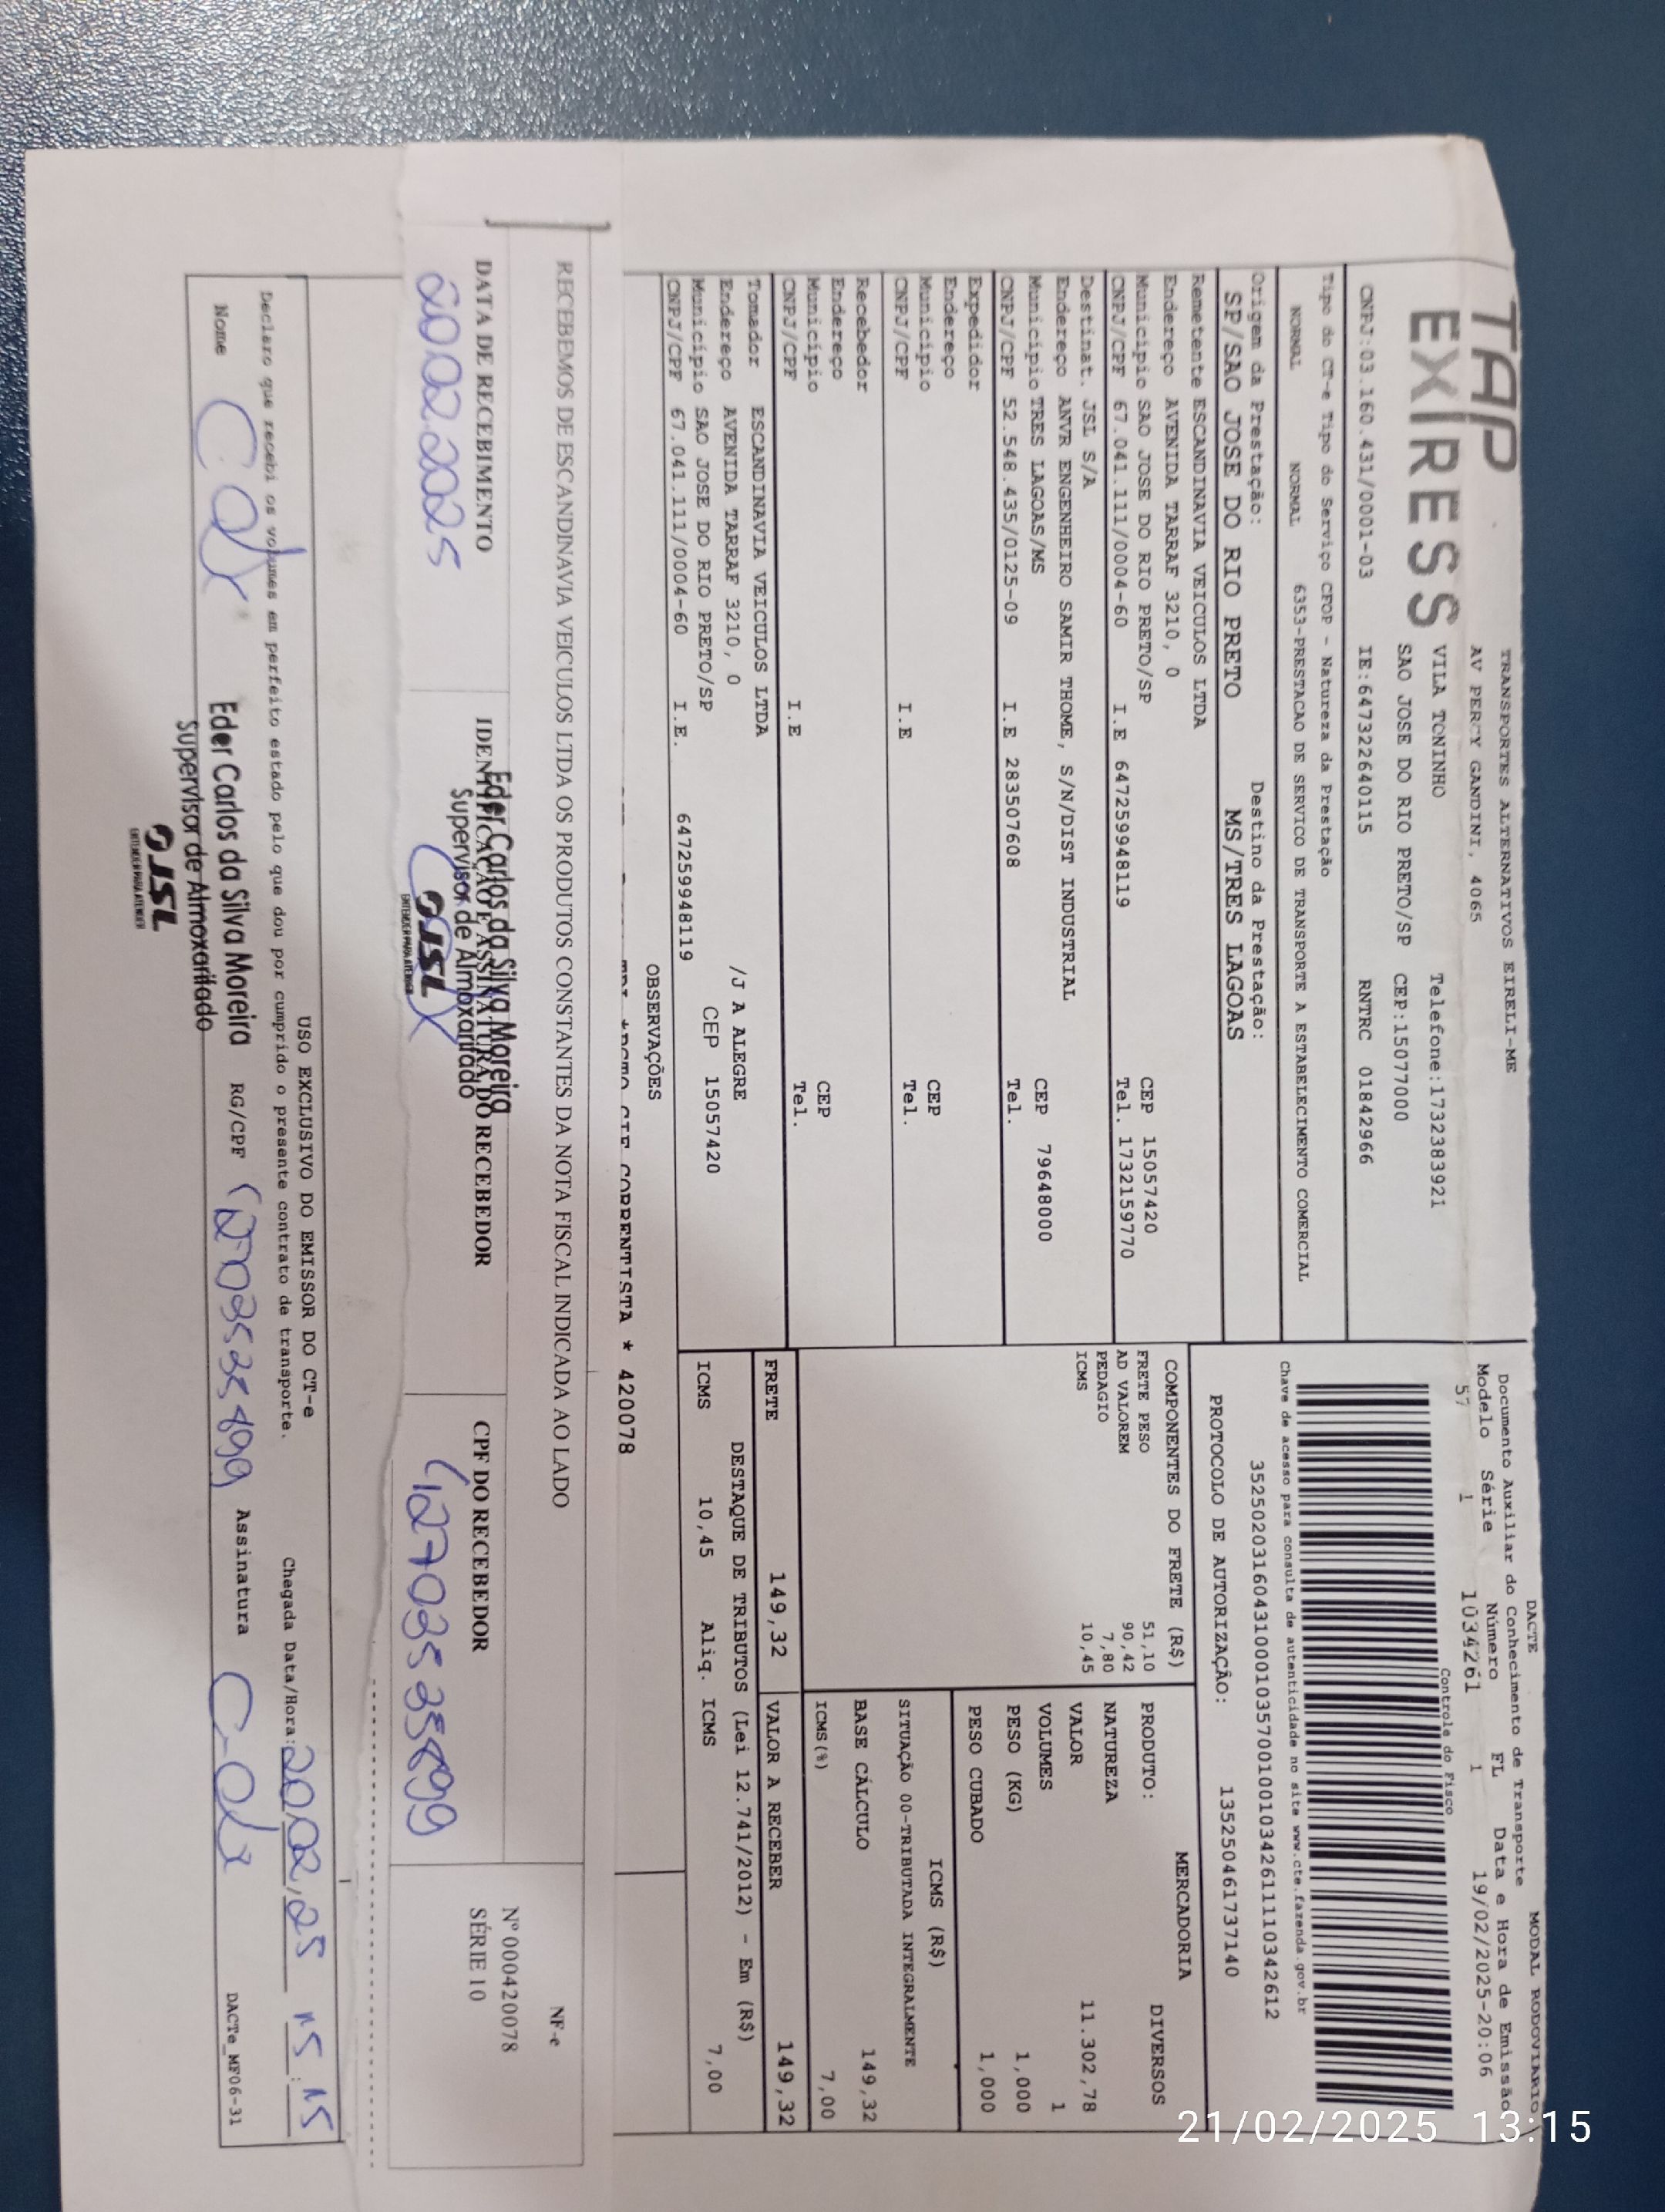 TAP
EXIRESS
TRANSPORTES ALTERNATIVOS EIRELI-ME
AV PERCY GANDINI, 4065
VILA TONINHO Telefone:1732383921
SAO JOSE DO RIO PRETO/SP CEP:15077000
CNPJ:03.160.431/0001-03 IE:647322640115 RNTRC 01842966
Tipo do CT-e Tipo do Serviço CFOP - Natureza da Prestação
NORMAL NORMAL 6353-PRESTACAO DE SERVICO DE TRANSPORTE A ESTABELECIMENTO COMERCIAL
Origem da Prestação: Destino da Prestação:
SP/SAO JOSE DO RIO PRETO MS/TRES LAGOAS
DACTE MODAL RODOVIARIO
Documento Auxiliar do Conhecimento de Transporte
Modelo Série Número FL Data e Hora de Emissão
57 1 1034261 1 19/02/2025-20:06
Controle do Fisco
Chave de acesso para consulta de autenticidade no site www.cte.fazenda.gov.br
35250203160431000103570010010342611110342612
PROTOCOLO DE AUTORIZAÇÃO: 135250461737140
Remetente ESCANDINAVIA VEICULOS LTDA
Endereço AVENIDA TARRAF 3210, 0
Município SAO JOSE DO RIO PRETO/SP CEP 15057420
CNPJ/CPF 67.041.111/0004-60 I.E 647259948119 Tel. 1732159770
Destinat. JSL S/A
Endereço ANVR ENGENHEIRO SAMIR THOME, S/N/DIST INDUSTRIAL
Município TRES LAGOAS/MS CEP 79648000
CNPJ/CPF 52.548.435/0125-09 I.E 283507608 Tel.
Expedidor
Endereço
Município CEP
CNPJ/CPF I.E Tel.
Recebedor
Endereço
Município CEP
CNPJ/CPF I.E Tel.
Tomador ESCANDINAVIA VEICULOS LTDA
Endereço AVENIDA TARRAF 3210, 0 /J A ALEGRE
Município SAO JOSE DO RIO PRETO/SP CEP 15057420
CNPJ/CPF 67.041.111/0004-60 I.E. 647259948119
COMPONENTES DO FRETE (R$)
FRETE PESO 51,10
AD VALOREM 90,42
PEDAGIO 7,80
ICMS 10,45
MERCADORIA
PRODUTO: DIVERSOS
NATUREZA
VALOR 11.302,78
VOLUMES 1
PESO (KG) 1,000
PESO CUBADO 1,000
ICMS (R$)
SITUAÇÃO 00-TRIBUTADA INTEGRALMENTE
BASE CÁLCULO 149,32
ICMS(%) 7,00
FRETE 149,32 VALOR A RECEBER 149,32
DESTAQUE DE TRIBUTOS (Lei 12.741/2012) - Em (R$)
ICMS 10,45 Aliq. ICMS 7,00
OBSERVAÇÕES
CIF CORRENTISTA * 420078
RECEBEMOS DE ESCANDINAVIA VEICULOS LTDA OS PRODUTOS CONSTANTES DA NOTA FISCAL INDICADA AO LADO
NF-e
Nº 000420078
SÉRIE 10
DATA DE RECEBIMENTO IDENTIFICAÇÃO E ASSINATURA DO RECEBEDOR CPF DO RECEBEDOR
20022025
Eder Carlos da Silva Moreira
Supervisor de Almoxarifado
JSL
ENTENDER PARA ATENDER
USO EXCLUSIVO DO EMISSOR DO CT-e
Declaro que recebi os volumes em perfeito estado pelo que dou por cumprido o presente contrato de transporte. Chegada Data/Hora: 20,02,25 15:15
Nome Eder Carlos da Silva Moreira RG/CPF Assinatura
Supervisor de Almoxarifado
JSL
ENTENDER PARA ATENDER
DACTe_MF06-31
21/02/2025 13:15